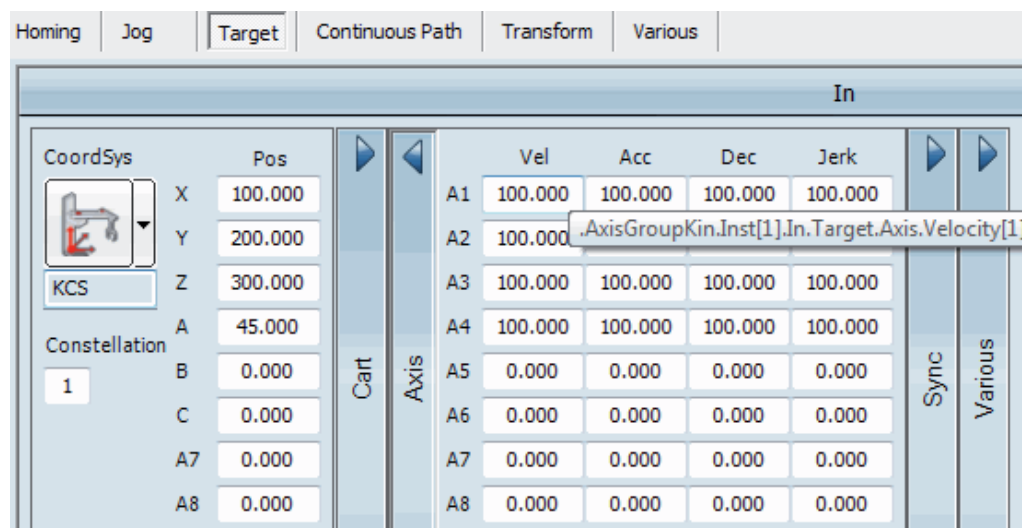 Homing Jog Target Continuous Path Transform Various
In
CoordSys Pos Vel Acc Dec Jerk
X 100.000 A1 100.000 100.000 100.000 100.000
Y 200.000 A2 100.000 .AxisGroupKin.Inst[1].In.Target.Axis.Velocity[1]
KCS Z 300.000 A3 100.000 100.000 100.000 100.000
A 45.000 A4 100.000 100.000 100.000 100.000
Constellation
1 B 0.000 Cart Axis A5 0.000 0.000 0.000 0.000 Sync Various
C 0.000 A6 0.000 0.000 0.000 0.000
A7 0.000 A7 0.000 0.000 0.000 0.000
A8 0.000 A8 0.000 0.000 0.000 0.000